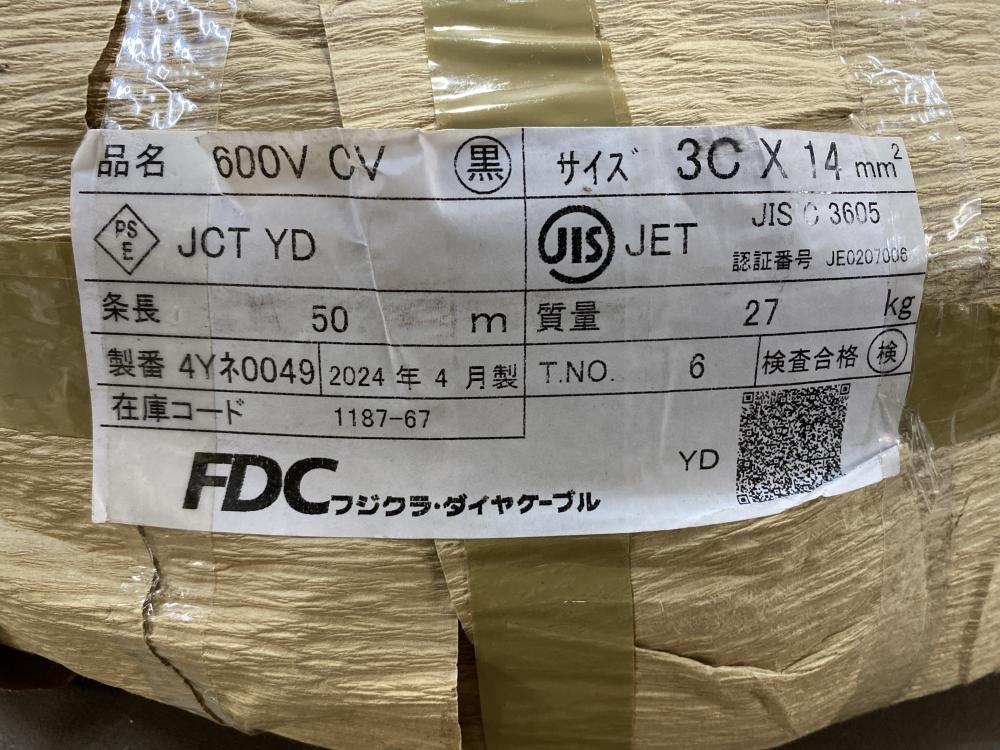 品名 600V CV 黒 サイズ 3C X 14 mm²
PSE JCT YD JIS JET JIS C 3605
認証番号 JE0207006
条長 50 m 質量 27 kg
製番 4Yネ0049 2024 年 4 月製 T.NO. 6 検査合格 検
在庫コード 1187-67
YD
FDC フジクラ・ダイヤケーブル